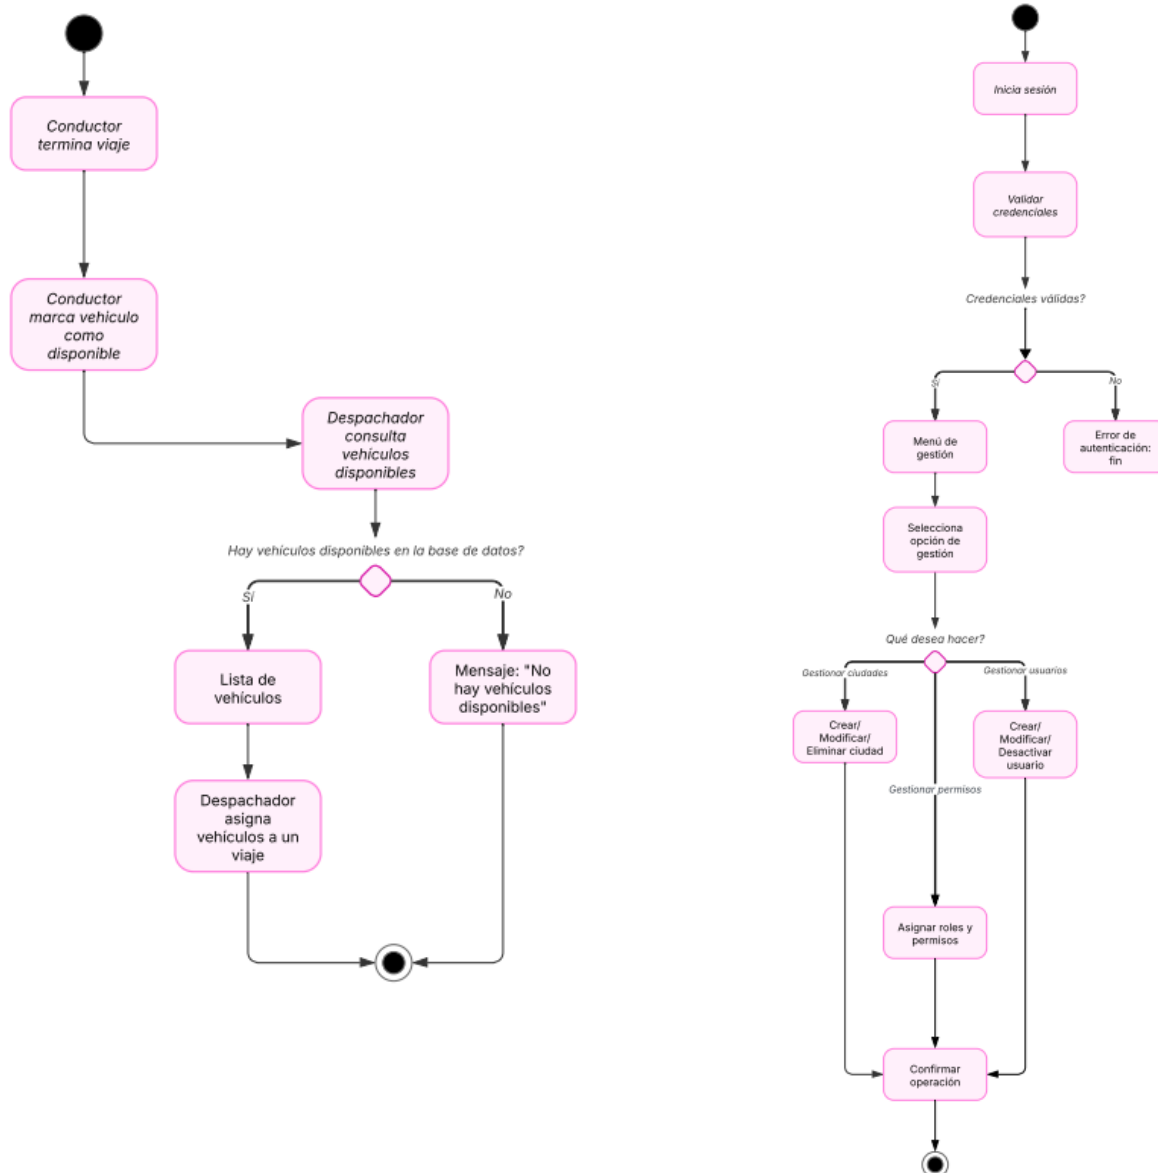 Conductor
termina viaje
Conductor
marca vehiculo
como
disponible
Despachador
consulta
vehículos
disponibles
Hay vehículos disponibles en la base de datos?
Sí
No
Lista de
vehículos
Mensaje: "No
hay vehículos
disponibles"
Despachador
asigna
vehículos a un
viaje
Inicia sesión
Validar
credenciales
Credenciales válidas?
Sí
No
Menú de
gestión
Error de
autenticación:
fin
Selecciona
opción de
gestión
Qué desea hacer?
Gestionar ciudades
Gestionar usuarios
Crear/
Modificar/
Eliminar ciudad
Crear/
Modificar/
Desactivar
usuario
Gestionar permisos
Asignar roles y
permisos
Confirmar
operación